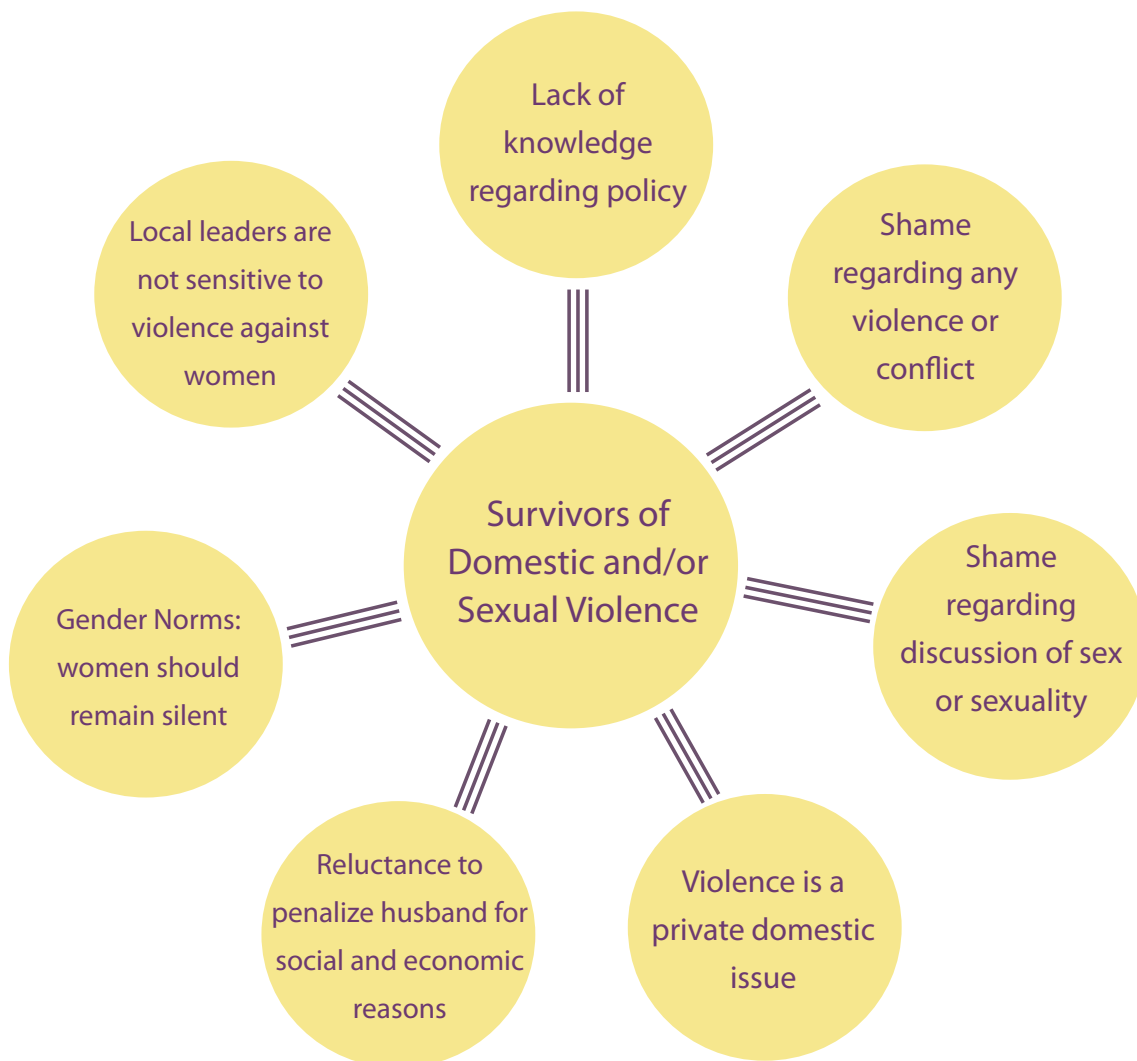 Lack of
knowledge
regarding policy
Shame
regarding any
violence or
conflict
Shame
regarding
discussion of sex
or sexuality
Violence is a
private domestic
issue
Reluctance to
penalize husband for
social and economic
reasons
Gender Norms:
women should
remain silent
Local leaders are
not sensitive to
violence against
women
Survivors of
Domestic and/or
Sexual Violence